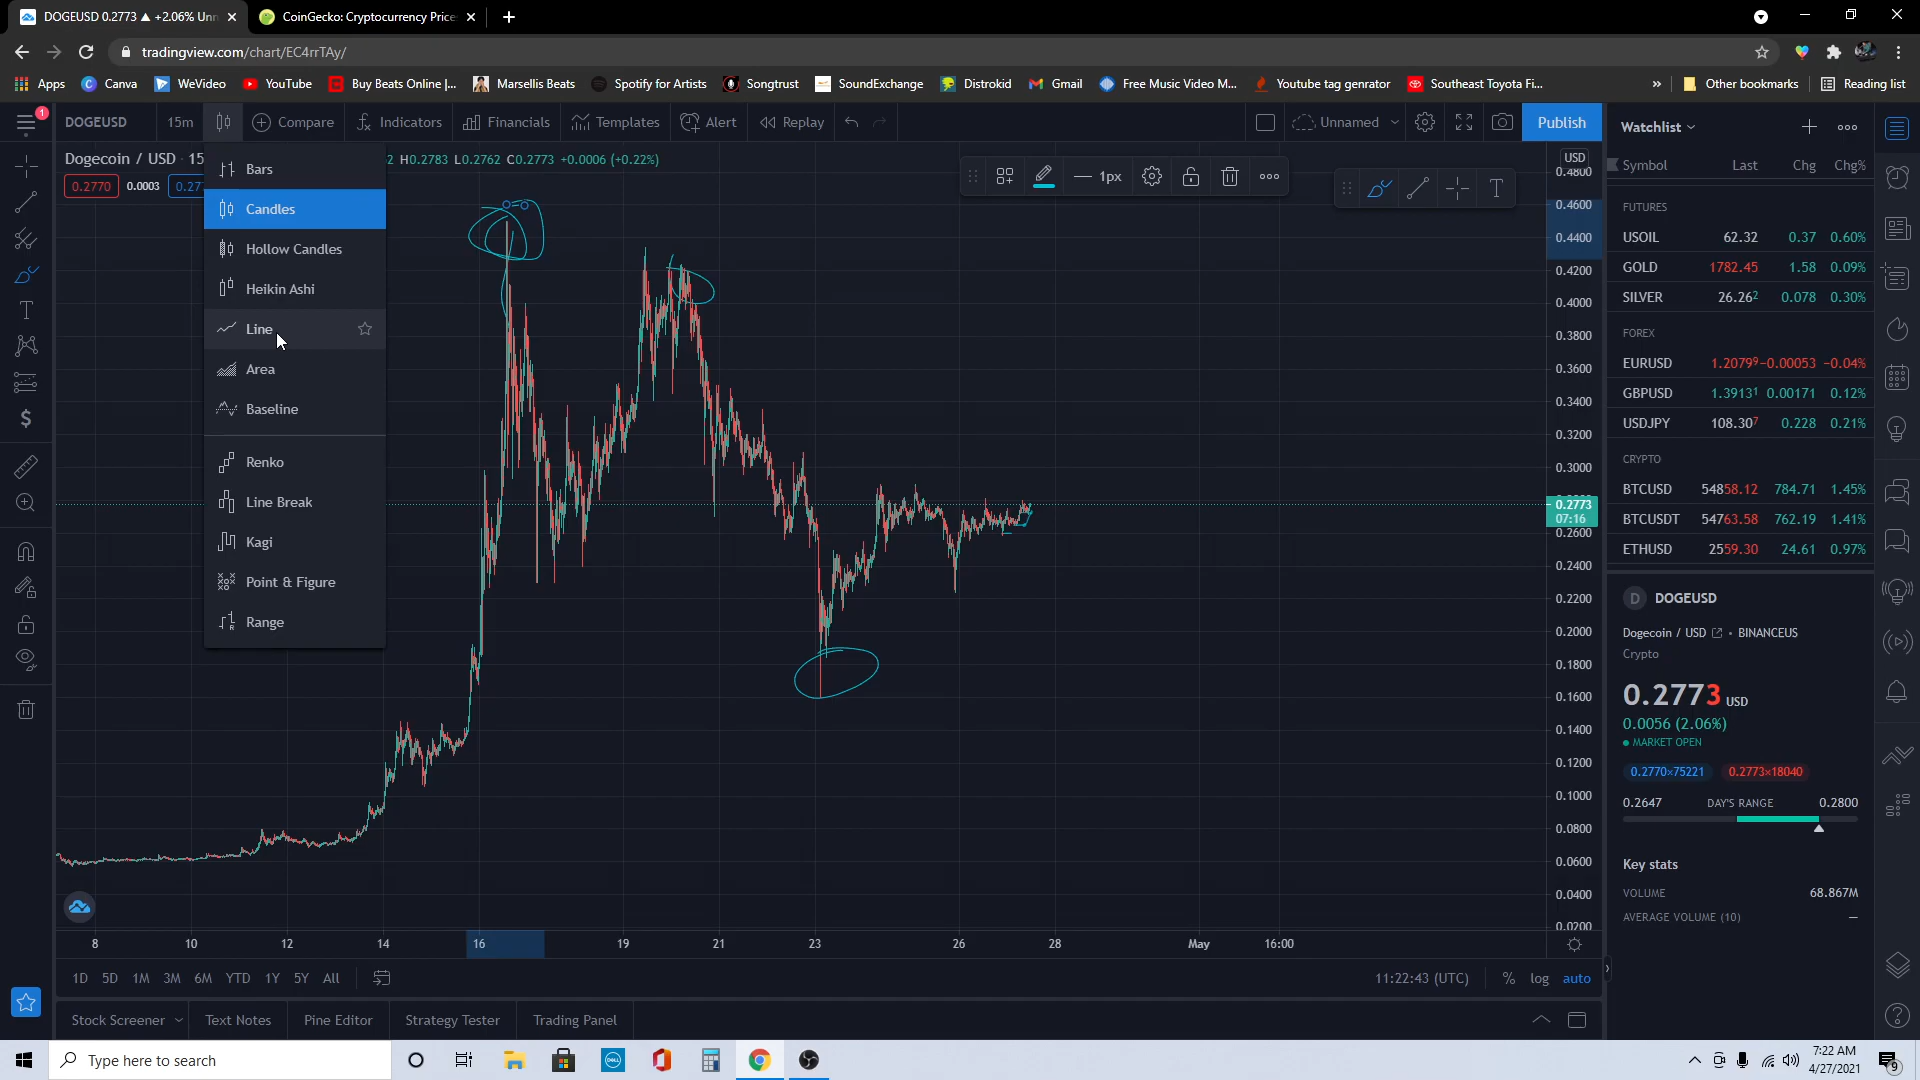 DOGEUSD 0.2773 ▲ +2.06% Unn
CoinGecko: Cryptocurrency Price
tradingview.com/chart/EC4rrTAy/
Apps
Canva
WeVideo
YouTube
Buy Beats Online |...
Marsellis Beats
Spotify for Artists
Songtrust
SoundExchange
Distrokid
Gmail
Free Music Video M...
Youtube tag genrator
Southeast Toyota Fi...
»
Other bookmarks
Reading list
1
DOGEUSD
15m
Compare
Indicators
Financials
Templates
Alert
Replay
Unnamed
Publish
Dogecoin / USD · 15
2 H0.2783 L0.2762 C0.2773 +0.0006 (+0.22%)
0.2770
0.0003
0.27
Bars
Candles
Hollow Candles
Heikin Ashi
Line
Area
Baseline
Renko
Line Break
Kagi
Point & Figure
Range
1px
T
USD
0.4800
0.4600
0.4400
0.4200
0.4000
0.3800
0.3600
0.3400
0.3200
0.3000
0.2773
07:16
0.2600
0.2400
0.2200
0.2000
0.1800
0.1600
0.1400
0.1200
0.1000
0.0800
0.0600
0.0400
0.0200
8
10
12
14
16
19
21
23
26
28
May
16:00
1D
5D
1M
3M
6M
YTD
1Y
5Y
All
11:22:43 (UTC)
%
log
auto
Stock Screener
Text Notes
Pine Editor
Strategy Tester
Trading Panel
Watchlist
Symbol Last Chg Chg%
FUTURES
USOIL 62.32 0.37 0.60%
GOLD 1782.45 1.58 0.09%
SILVER 26.26² 0.078 0.30%
FOREX
EURUSD 1.2079⁹ −0.00053 −0.04%
GBPUSD 1.3913¹ 0.00171 0.12%
USDJPY 108.30⁷ 0.228 0.21%
CRYPTO
BTCUSD 54858.12 784.71 1.45%
BTCUSDT 54763.58 762.19 1.41%
ETHUSD 2559.30 24.61 0.97%
D DOGEUSD
Dogecoin / USD • BINANCEUS
Crypto
0.2773 USD
0.0056 (2.06%)
MARKET OPEN
0.2770×75221 0.2773×18040
0.2647 DAY'S RANGE 0.2800
Key stats
VOLUME 68.867M
AVERAGE VOLUME (10) —
Type here to search
DELL
7:22 AM
4/27/2021
9